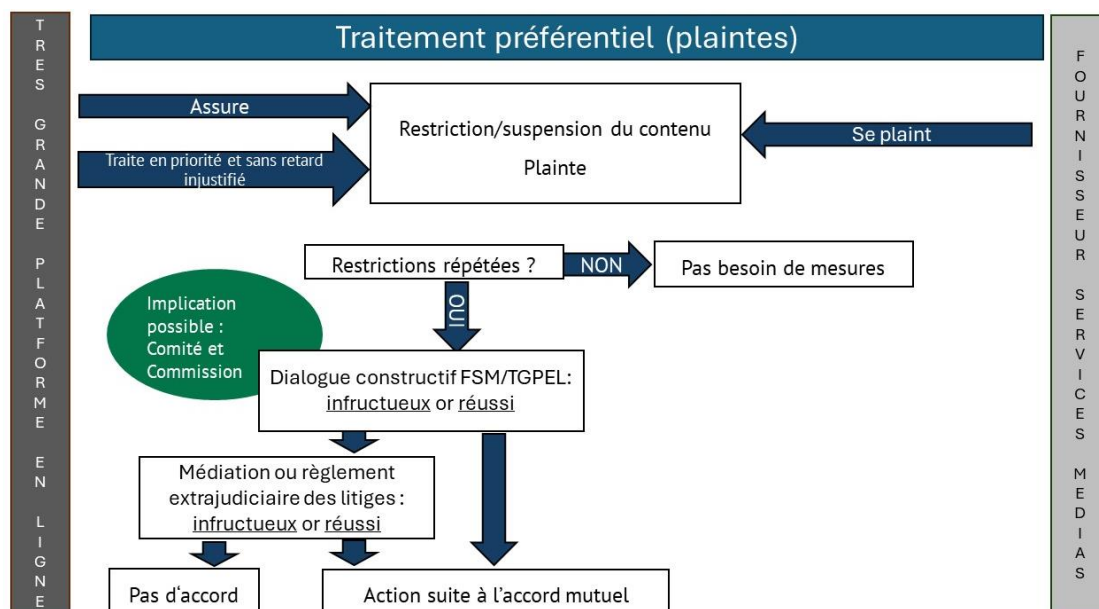 Traitement préférentiel (plaintes)
TRES GRANDE PLATFORME EN LIGNE
FOURNISSEUR SERVICES MEDIAS
Assure
Restriction/suspension du contenu
Plainte
Se plaint
Traite en priorité et sans retard
injustifié
Restrictions répétées ?
NON
Pas besoin de mesures
OUI
Implication
possible :
Comité et
Commission
Dialogue constructif FSM/TGPEL:
infructueux or réussi
Médiation ou règlement
extrajudiciaire des litiges :
infructueux or réussi
Pas d‘accord
Action suite à l’accord mutuel